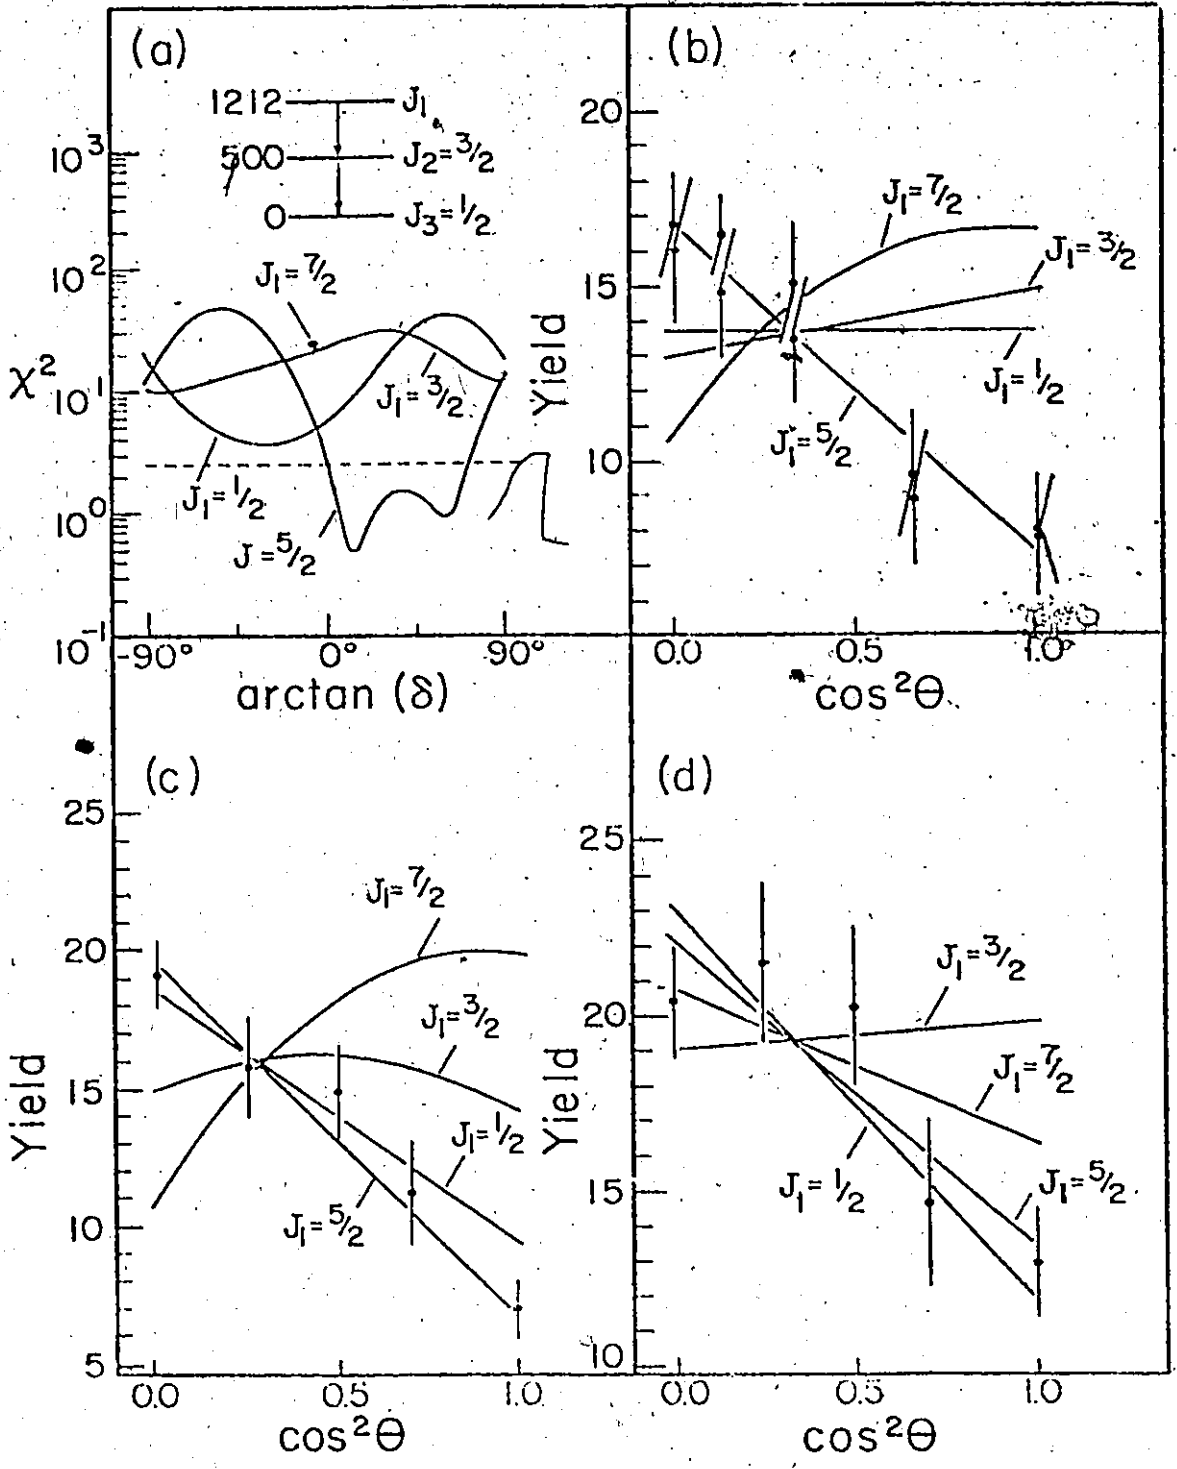 (a)
1212 J₁
500 J₂=3/2
0 J₃=1/2
10³
10²
10¹
10⁰
10⁻¹
χ²
J₁=7/2
J₁=3/2
J₁=1/2
J=5/2
-90° 0° 90°
arctan (δ)
(b)
20
15
10
Yield
J₁=7/2
J₁=3/2
J₁=1/2
J₁=5/2
0.0 0.5 1.0
cos²θ
(c)
25
20
15
10
5
Yield
J₁=7/2
J₁=3/2
J₁=1/2
J₁=5/2
0.0 0.5 1.0
cos²θ
(d)
25
20
15
10
Yield
J₁=3/2
J₁=7/2
J₁=1/2
J₁=5/2
0.0 0.5 1.0
cos²θ